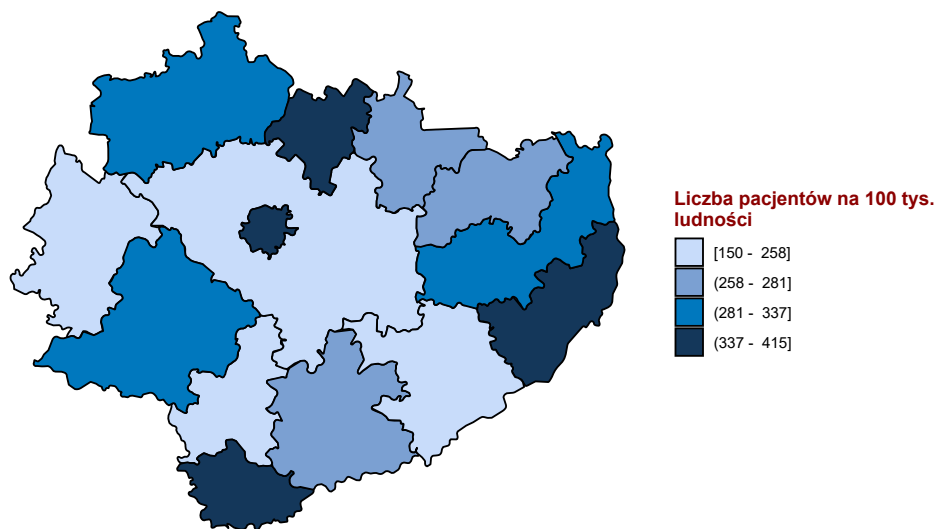 Liczba pacjentów na 100 tys.
ludności
[150 - 258]
(258 - 281]
(281 - 337]
(337 - 415]